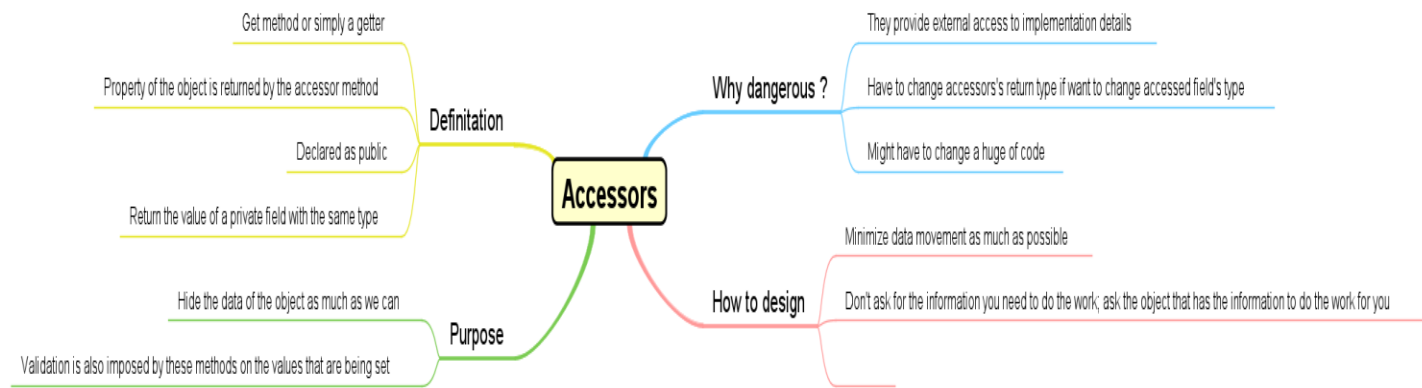 Accessors
Definitation
Get method or simply a getter
Property of the object is returned by the accessor method
Declared as public
Return the value of a private field with the same type
Purpose
Hide the data of the object as much as we can
Validation is also imposed by these methods on the values that are being set
Why dangerous ?
They provide external access to implementation details
Have to change accessors's return type if want to change accessed field's type
Might have to change a huge of code
How to design
Minimize data movement as much as possible
Don't ask for the information you need to do the work; ask the object that has the information to do the work for you